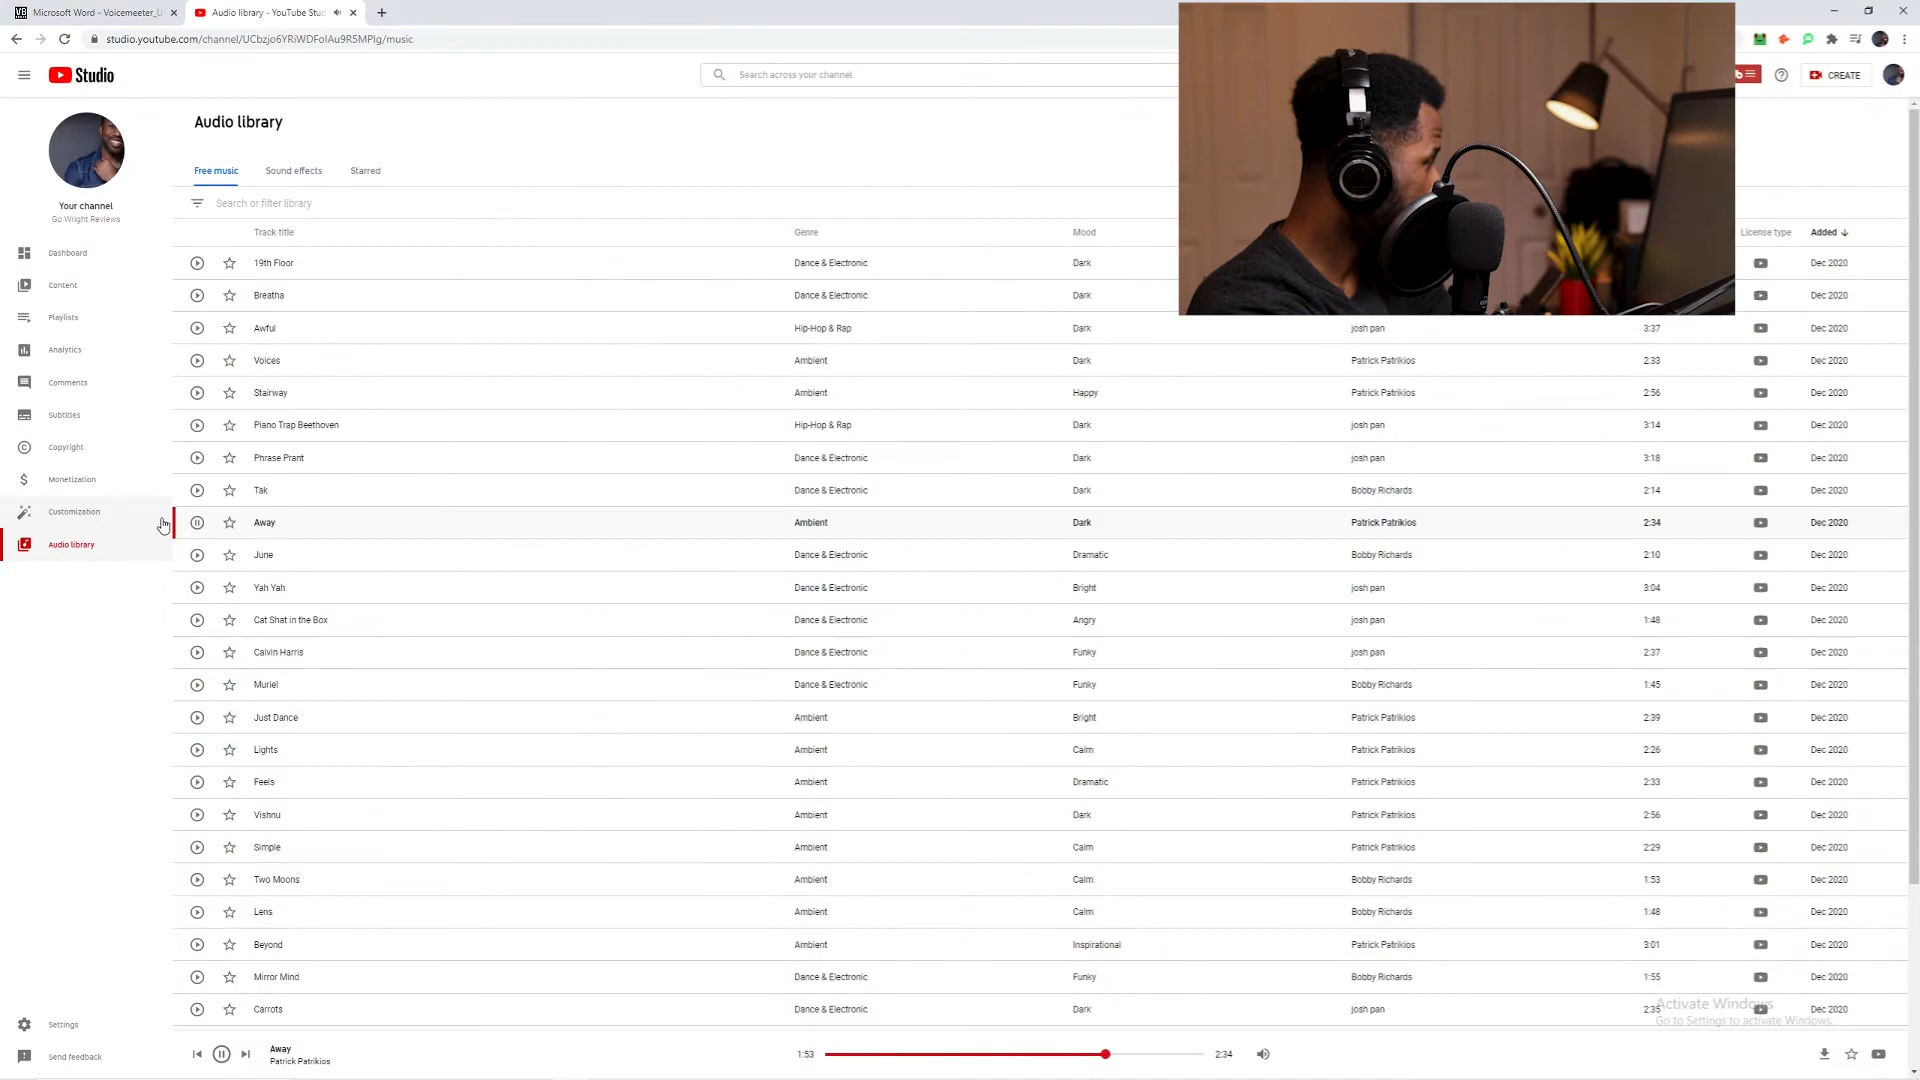 Microsoft Word - Voicemeeter_U
Audio library - YouTube Stu
studio.youtube.com/channel/UCbzjo6YRiWDFoIAu9R5MPIg/music
Studio
Search across your channel
CREATE
Your channel
Go Wright Reviews
Dashboard
Content
Playlists
Analytics
Comments
Subtitles
Copyright
Monetization
Customization
Audio library
Settings
Send feedback
Audio library
Free music Sound effects Starred
Search or filter library
Track title Genre Mood License type Added
19th Floor Dance & Electronic Dark Dec 2020
Breatha Dance & Electronic Dark Dec 2020
Awful Hip-Hop & Rap Dark josh pan 3:37 Dec 2020
Voices Ambient Dark Patrick Patrikios 2:33 Dec 2020
Stairway Ambient Happy Patrick Patrikios 2:56 Dec 2020
Piano Trap Beethoven Hip-Hop & Rap Dark josh pan 3:14 Dec 2020
Phrase Prant Dance & Electronic Dark josh pan 3:18 Dec 2020
Tak Dance & Electronic Dark Bobby Richards 2:14 Dec 2020
Away Ambient Dark Patrick Patrikios 2:34 Dec 2020
June Dance & Electronic Dramatic Bobby Richards 2:10 Dec 2020
Yah Yah Dance & Electronic Bright josh pan 3:04 Dec 2020
Cat Shat in the Box Dance & Electronic Angry josh pan 1:48 Dec 2020
Calvin Harris Dance & Electronic Funky josh pan 2:37 Dec 2020
Muriel Dance & Electronic Funky Bobby Richards 1:45 Dec 2020
Just Dance Ambient Bright Patrick Patrikios 2:39 Dec 2020
Lights Ambient Calm Patrick Patrikios 2:26 Dec 2020
Feels Ambient Dramatic Patrick Patrikios 2:33 Dec 2020
Vishnu Ambient Dark Patrick Patrikios 2:56 Dec 2020
Simple Ambient Calm Patrick Patrikios 2:29 Dec 2020
Two Moons Ambient Calm Bobby Richards 1:53 Dec 2020
Lens Ambient Calm Bobby Richards 1:48 Dec 2020
Beyond Ambient Inspirational Patrick Patrikios 3:01 Dec 2020
Mirror Mind Dance & Electronic Funky Bobby Richards 1:55 Dec 2020
Carrots Dance & Electronic Dark josh pan 2:35 Dec 2020
Activate Windows
Go to Settings to activate Windows.
Away
Patrick Patrikios
1:53 2:34